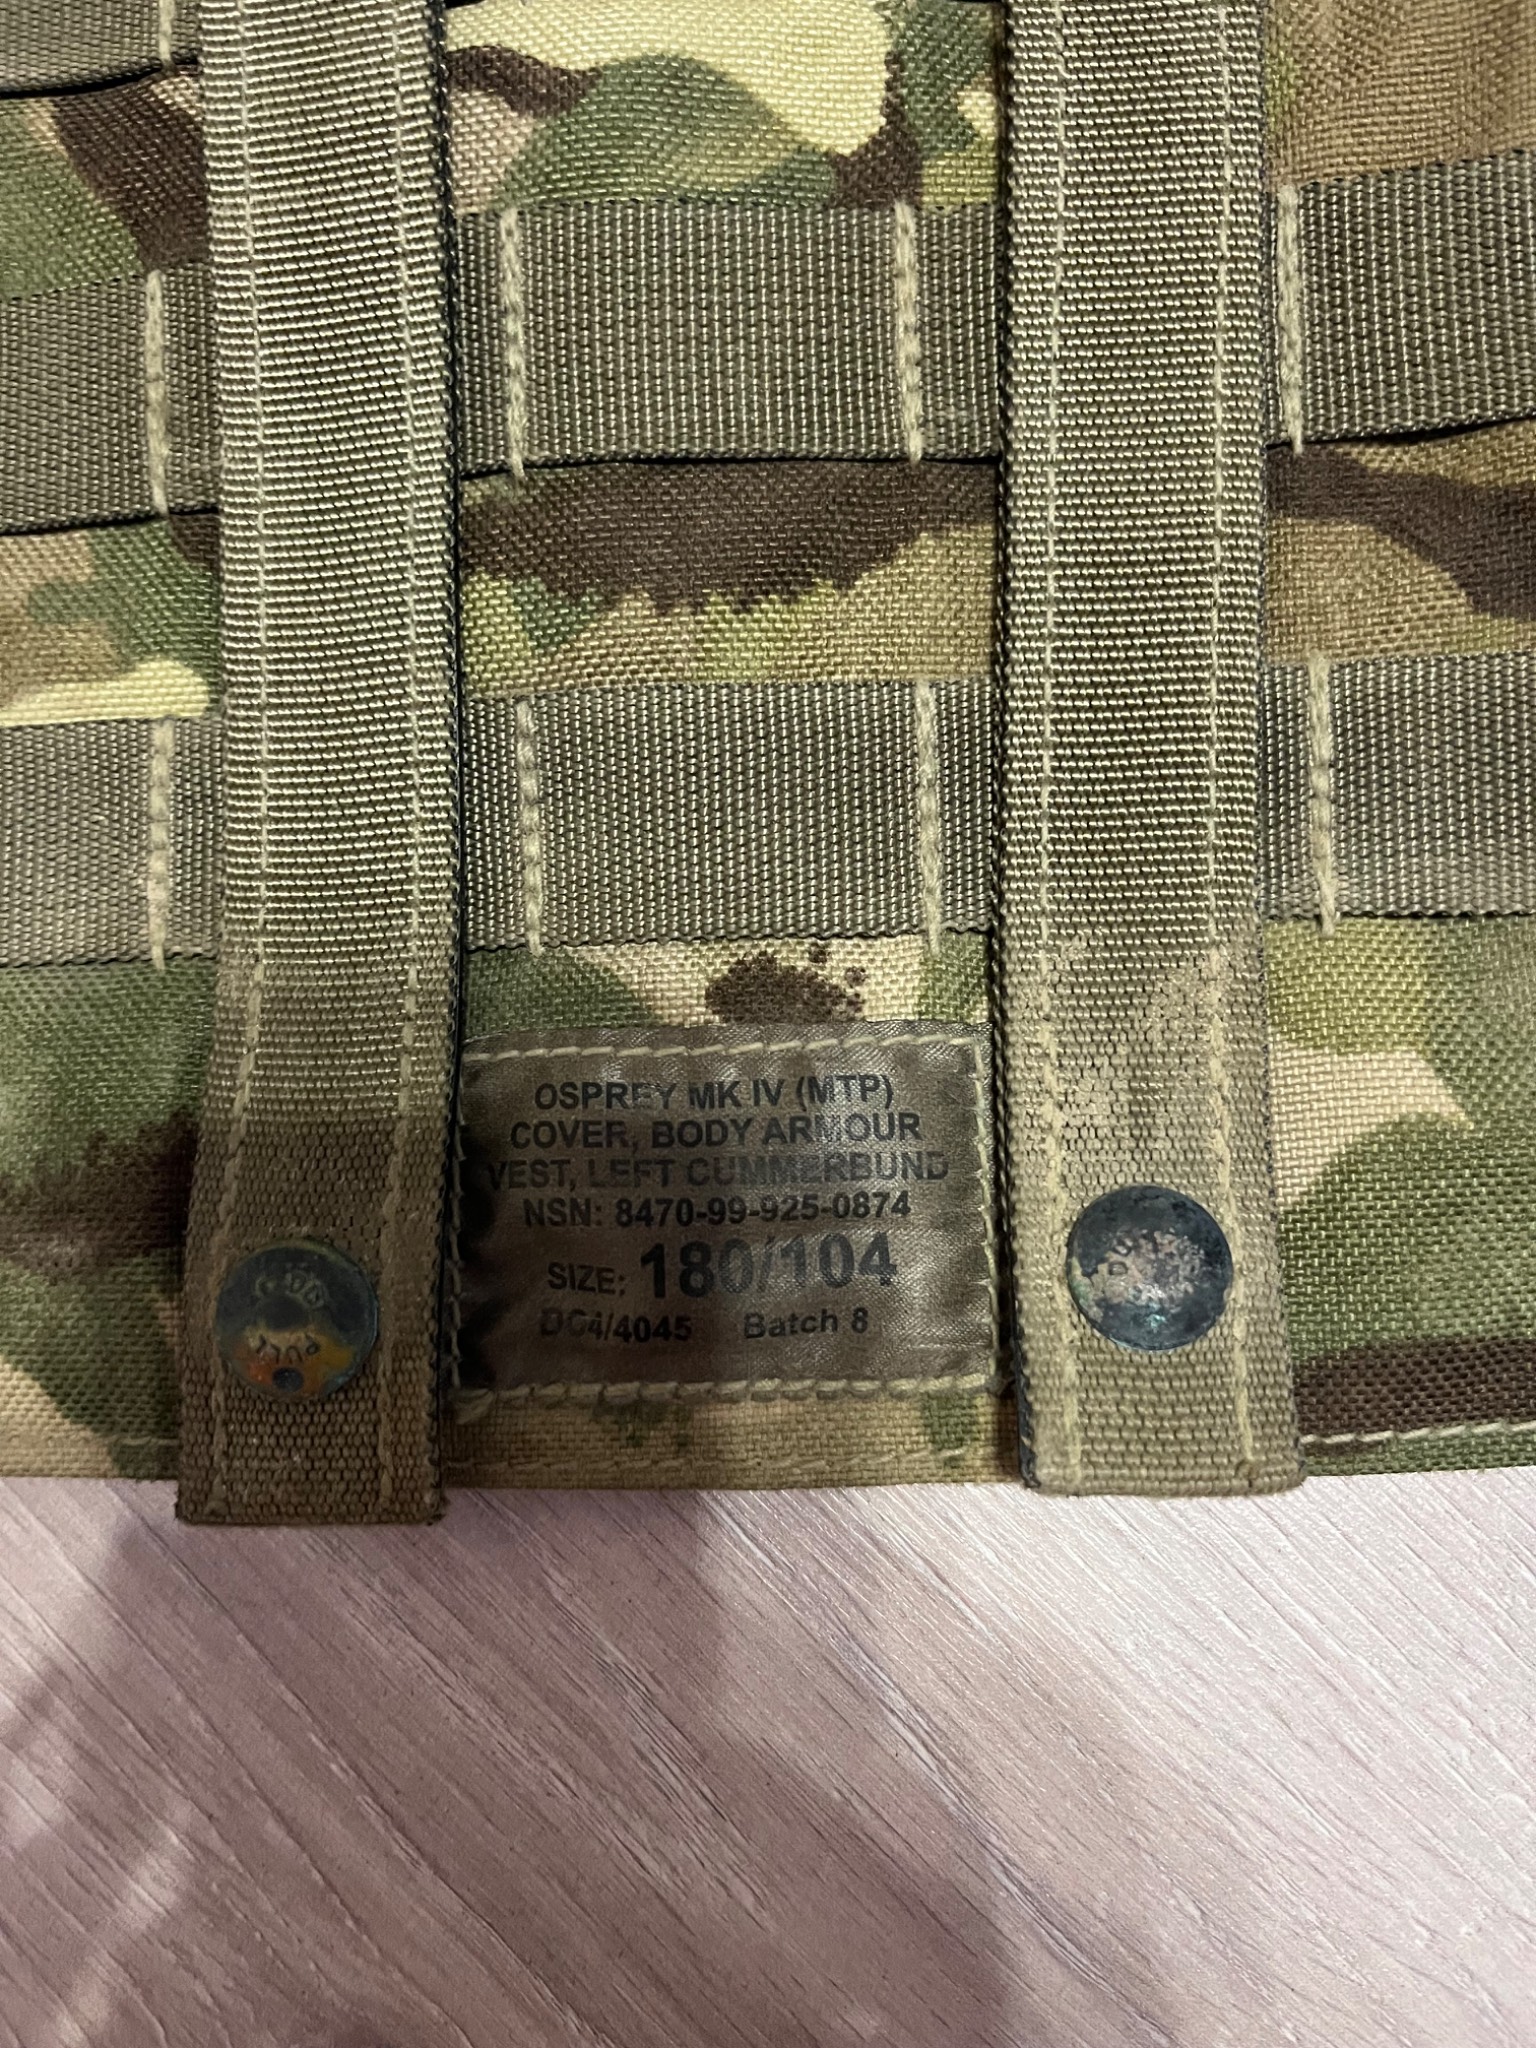 OSPREY MK IV (MTP)
COVER, BODY ARMOUR
VEST, LEFT CUMMERBUND
NSN: 8470-99-925-0874
SIZE: 180/104
DC4/4045 Batch 8
PULL